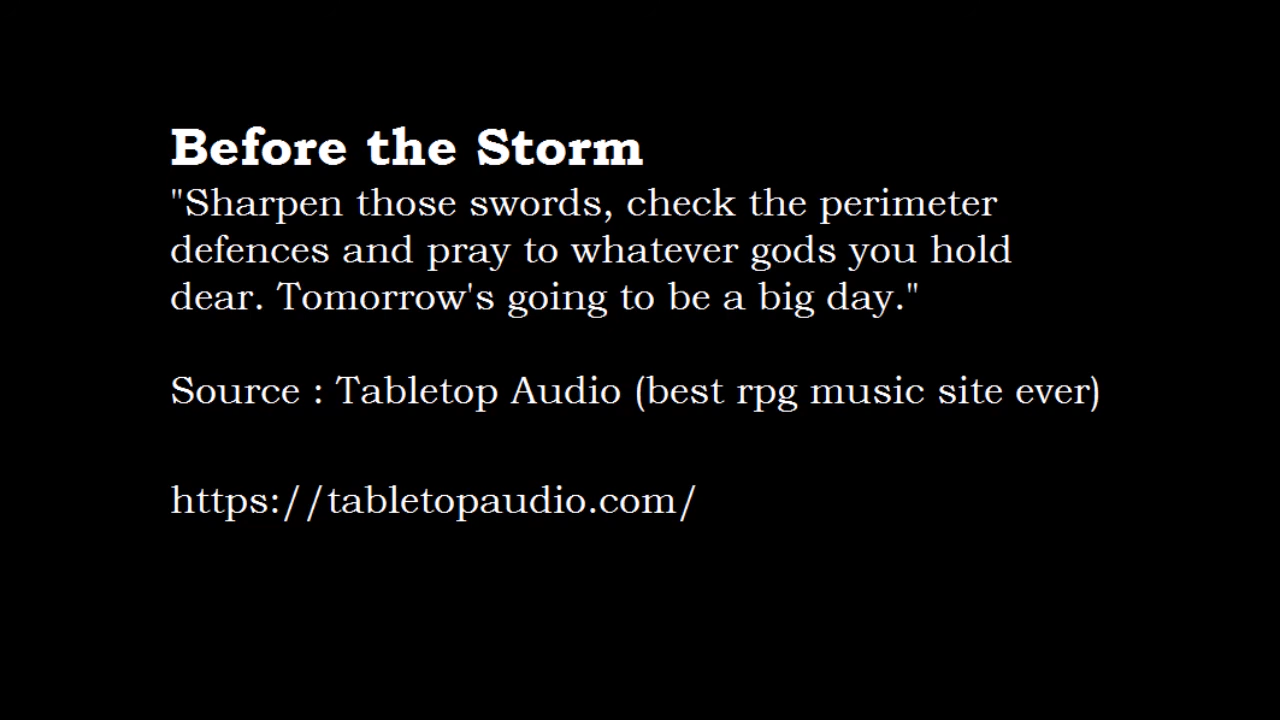 Before the Storm
"Sharpen those swords, check the perimeter
defences and pray to whatever gods you hold
dear. Tomorrow's going to be a big day."
Source : Tabletop Audio (best rpg music site ever)
https://tabletopaudio.com/